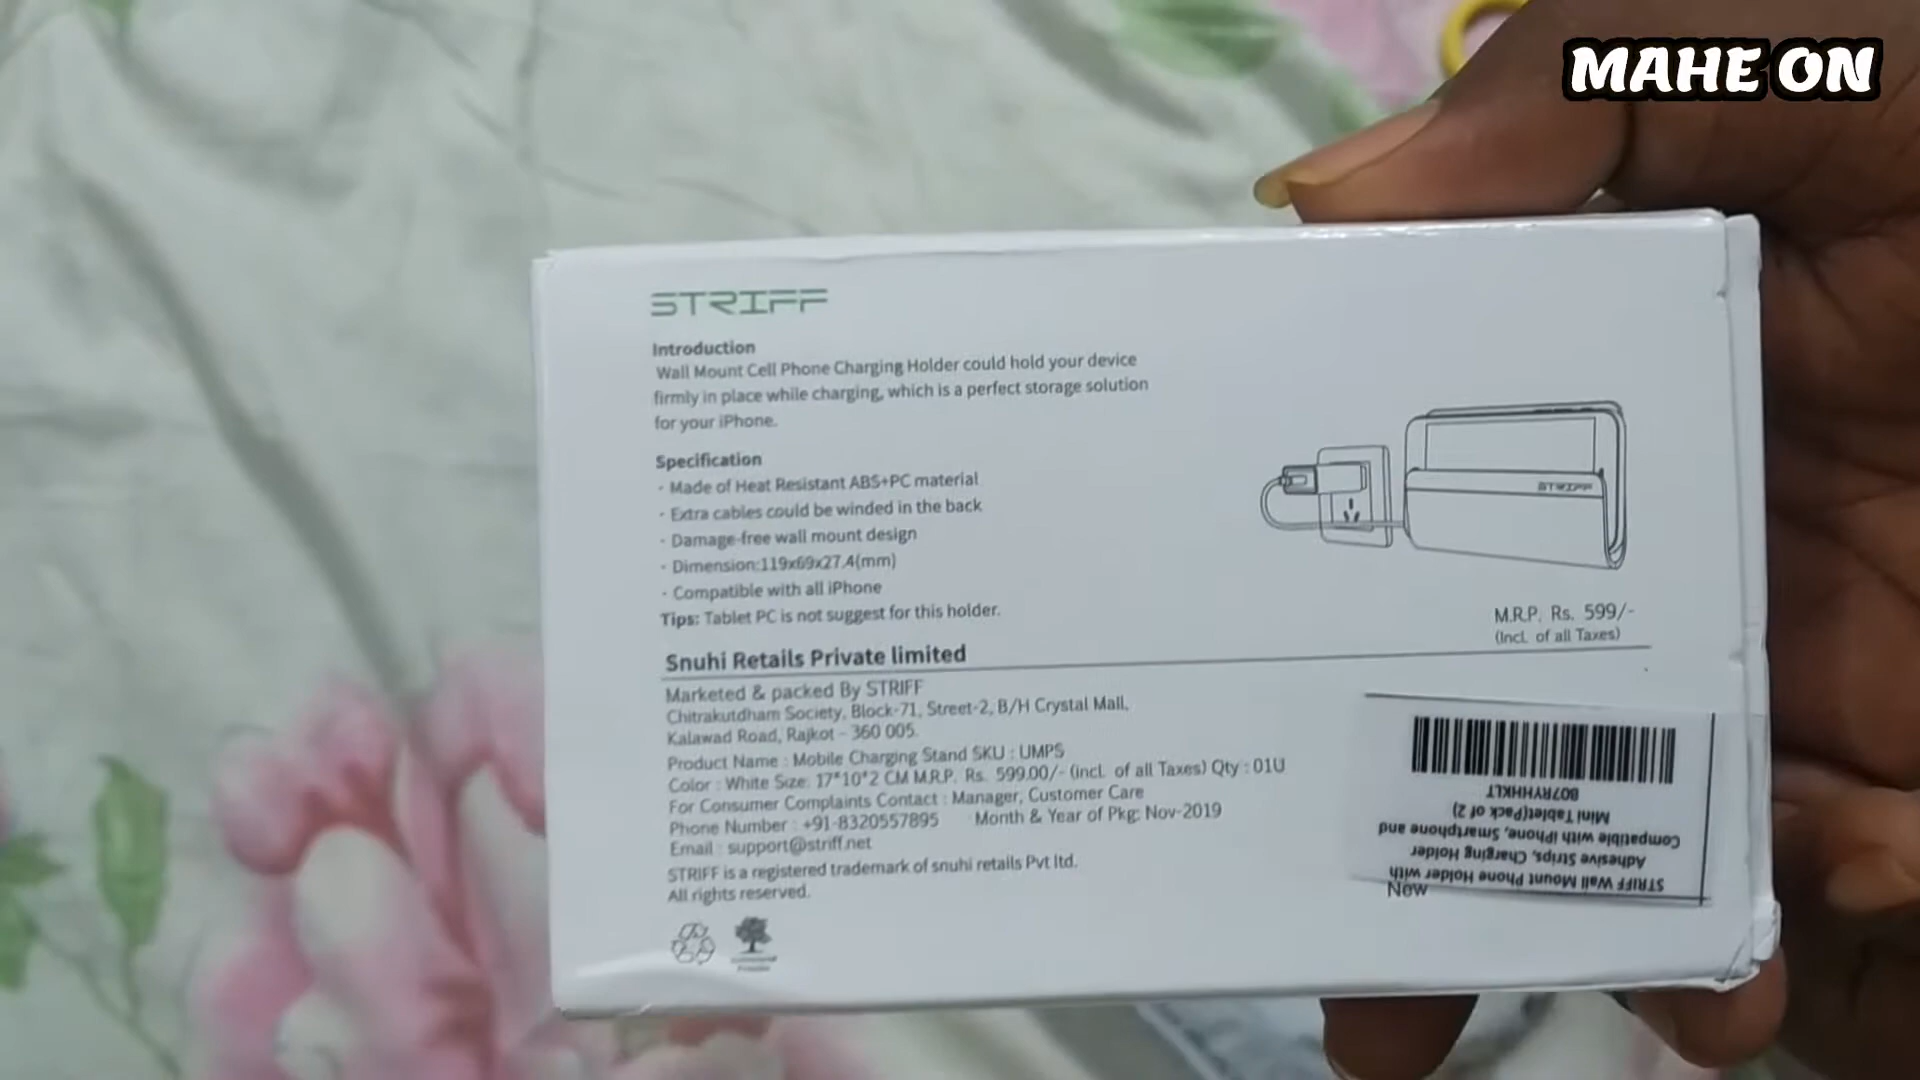 MAHE ON
STRIFF
Introduction
Wall Mount Cell Phone Charging Holder could hold your device
firmly in place while charging, which is a perfect storage solution
for your iPhone.
Specification
· Made of Heat Resistant ABS+PC material
· Extra cables could be winded in the back
· Damage-free wall mount design
· Dimension:119x69x27.4(mm)
· Compatible with all iPhone
Tips: Tablet PC is not suggest for this holder.
STRIFF
M.R.P. Rs. 599/-
(Incl. of all Taxes)
Snuhi Retails Private limited
Marketed & packed By STRIFF
Chitrakutdham Society, Block-71, Street-2, B/H Crystal Mall,
Kalawad Road, Rajkot - 360 005.
Product Name : Mobile Charging Stand SKU : UMPS
Color : White Size: 17*10*2 CM M.R.P. Rs. 599.00/- (incl. of all Taxes) Qty : 01U
For Consumer Complaints Contact : Manager, Customer Care
Phone Number : +91-8320557895 Month & Year of Pkg: Nov-2019
Email : support@striff.net
STRIFF is a registered trademark of snuhi retails Pvt ltd.
All rights reserved.
STRIFF Wall Mount Phone Holder with
Adhesive Strips, Charging Holder
Compatible with iPhone, Smartphone and
Mini Tablet(Pack of 2)
B07RYHHKLT
New